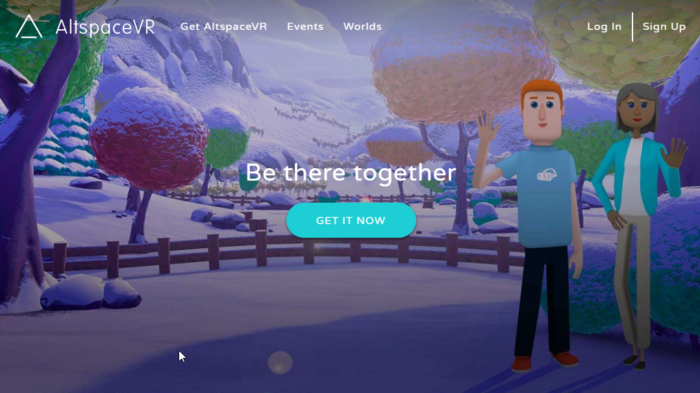 AltspaceVR
Get AltspaceVR
Events
Worlds
Log In
Sign Up
Be there together
GET IT NOW